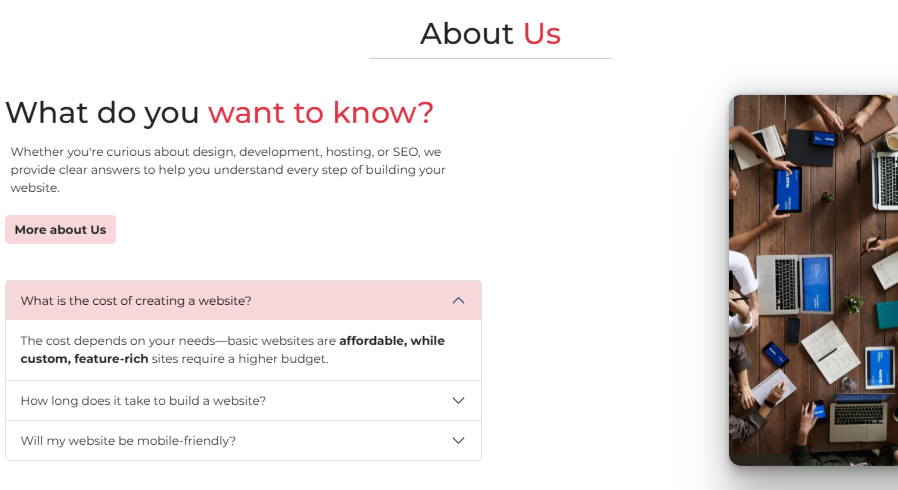 About Us
What do you want to know?
Whether you're curious about design, development, hosting, or SEO, we
provide clear answers to help you understand every step of building your
website.
More about Us
What is the cost of creating a website?
The cost depends on your needs—basic websites are affordable, while
custom, feature-rich sites require a higher budget.
How long does it take to build a website?
Will my website be mobile-friendly?